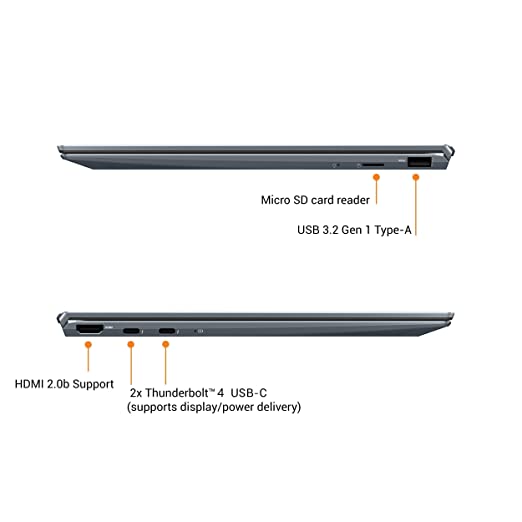 Micro SD card reader
USB 3.2 Gen 1 Type-A
HDMI 2.0b Support
2x Thunderbolt™ 4 USB-C
(supports display/power delivery)